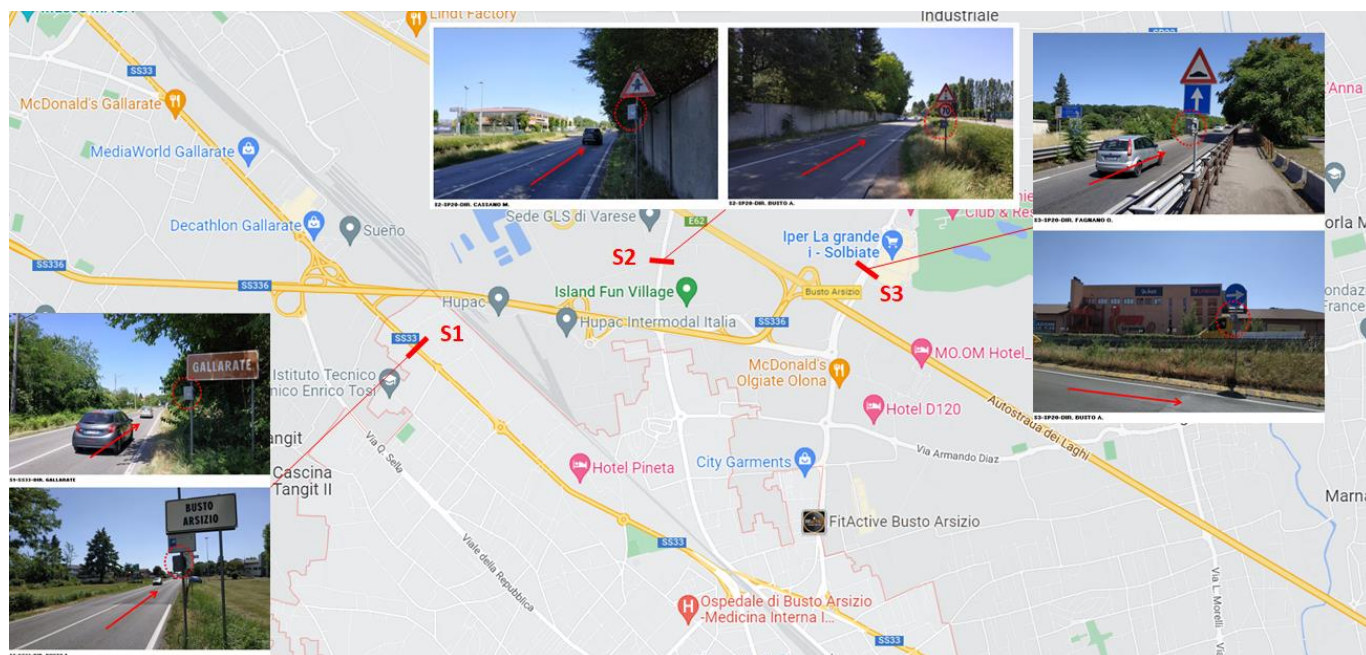 Lindt Factory
Industriale
SS33
McDonald's Gallarate
MediaWorld Gallarate
Decathlon Gallarate
Sueño
SS336
SS336
Hupac
SS33
S1
Istituto Tecnico
Enrico Tosi
Via Q. Sella
Cascina
Tangit II
Viale della Repubblica
Hotel Pineta
SS33
Sede GLS di Varese
E62
S2
Island Fun Village
Hupac Intermodal Italia
SS336
Busto Arsizio
Iper La grande
i - Solbiate
S3
McDonald's
Olgiate Olona
MO.OM Hotel
Hotel D120
Autostrada dei Laghi
Via Armando Diaz
City Garments
FitActive Busto Arsizio
Ospedale di Busto Arsizio
-Medicina Interna I...
SS33
Via L. Morelli
S2-SP20-DIR. CASSANO M.
70
S2-SP20-DIR. BUSTO A.
S3-SP20-DIR. FAGNANO O.
S3-SP20-DIR. BUSTO A.
GALLARATE
S1-SS33-DIR. GALLARATE
BUSTO
ARSIZIO